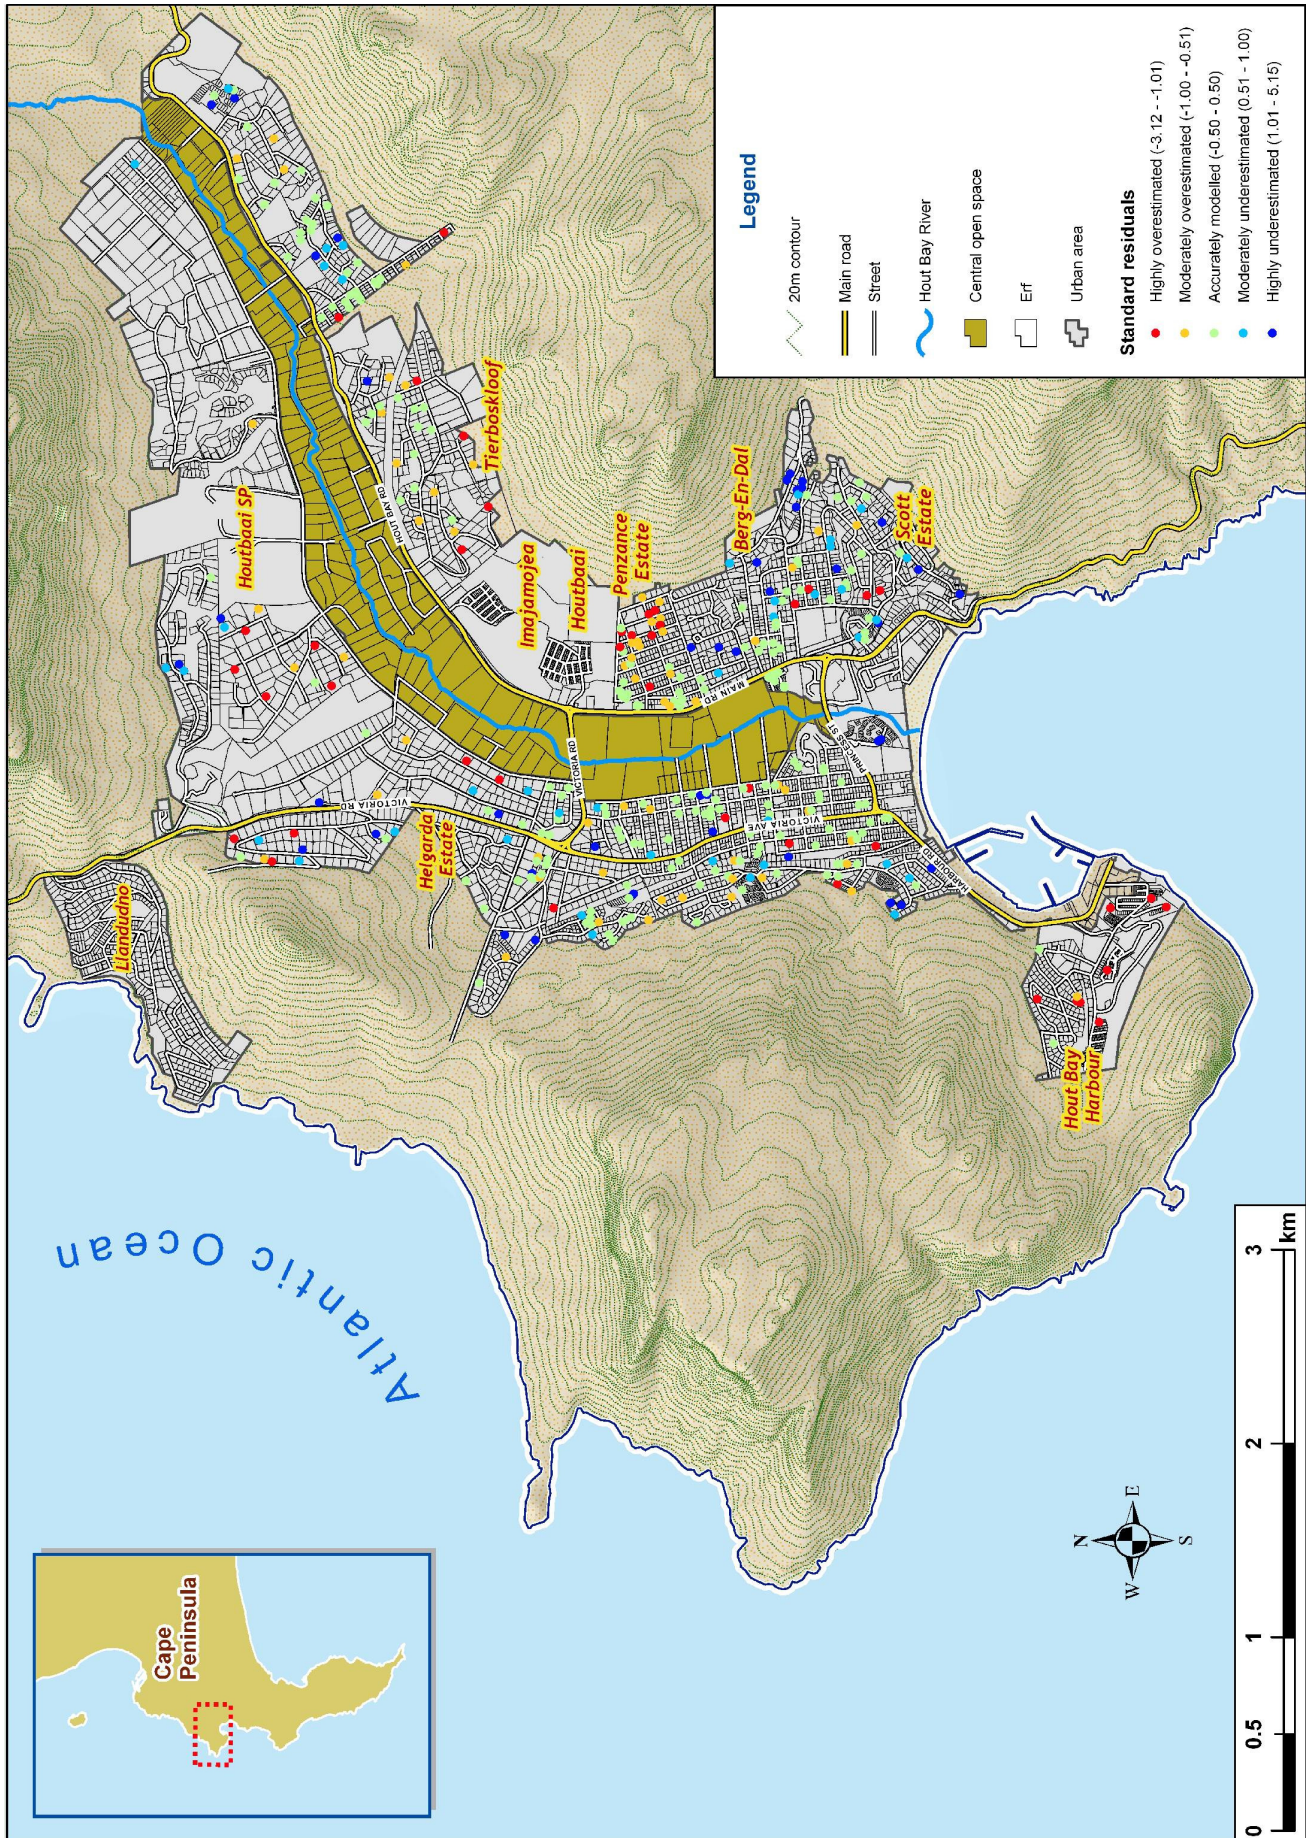 Cape
Peninsula
Atlantic Ocean
Llandudno
Houtbaai SP
VICTORIA RD
Helgarda
Estate
HOUT BAY RD
Tierboskloof
Imajamojea
Houtbaai
Penzance
Estate
VICTORIA RD
MAIN RD
Berg-En-Dal
VICTORIA AVE
PRINCESS ST
Scott
Estate
HARBOUR RD
Hout Bay
Harbour
N
W
E
S
0
0.5
1
2
3
km
Legend
20m contour
Main road
Street
Hout Bay River
Central open space
Erf
Urban area
Standard residuals
Highly overestimated (-3.12 - -1.01)
Moderately overestimated (-1.00 - -0.51)
Accurately modelled (-0.50 - 0.50)
Moderately underestimated (0.51 - 1.00)
Highly underestimated (1.01 - 5.15)